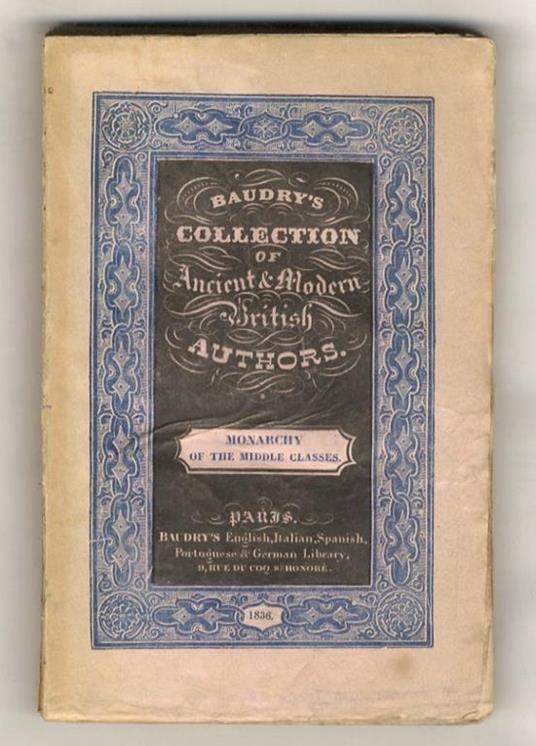 BAUDRY'S
COLLECTION
OF
Ancient & Modern
British
AUTHORS.
MONARCHY
OF THE MIDDLE CLASSES.
PARIS.
BAUDRY'S English, Italian, Spanish,
Portuguese & German Library,
9, RUE DU COQ ST HONORÉ.
1836.